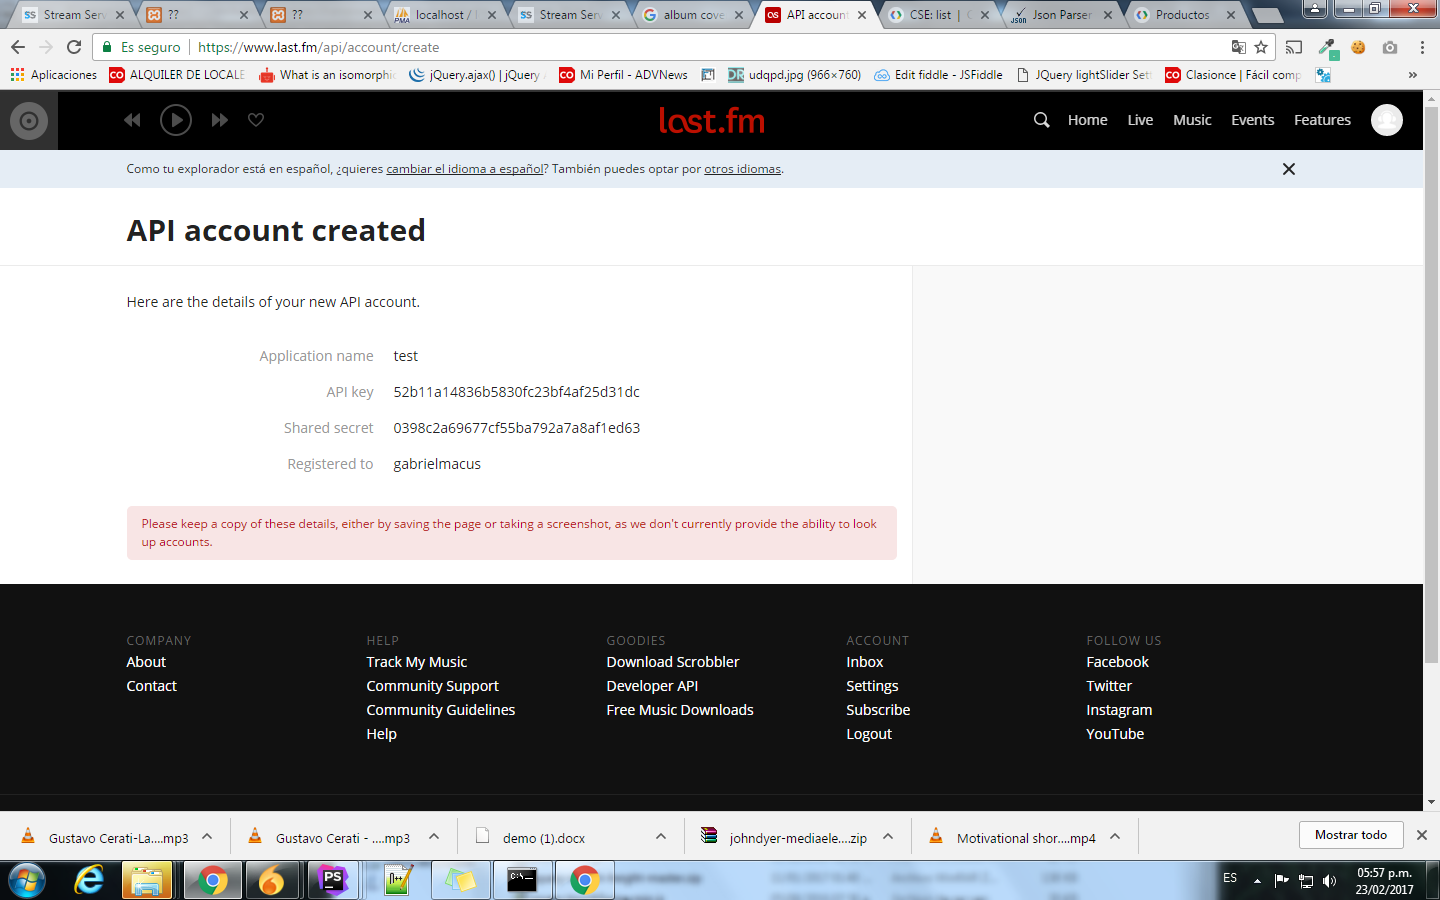 Stream Serv
??
??
localhost / l
Stream Serv
album cove
API account
CSE: list | C
Json Parser
Productos
Es seguro https://www.last.fm/api/account/create
Aplicaciones ALQUILER DE LOCALE What is an isomorphic jQuery.ajax() | jQuery Mi Perfil - ADVNews udqpd.jpg (966×760) Edit fiddle - JSFiddle JQuery lightSlider Sett Clasionce | Fácil comp »
last.fm
Home Live Music Events Features
Como tu explorador está en español, ¿quieres cambiar el idioma a español? También puedes optar por otros idiomas.
API account created
Here are the details of your new API account.
Application name test
API key 52b11a14836b5830fc23bf4af25d31dc
Shared secret 0398c2a69677cf55ba792a7a8af1ed63
Registered to gabrielmacus
Please keep a copy of these details, either by saving the page or taking a screenshot, as we don't currently provide the ability to look
up accounts.
COMPANY
About
Contact
HELP
Track My Music
Community Support
Community Guidelines
Help
GOODIES
Download Scrobbler
Developer API
Free Music Downloads
ACCOUNT
Inbox
Settings
Subscribe
Logout
FOLLOW US
Facebook
Twitter
Instagram
YouTube
Gustavo Cerati-La....mp3
Gustavo Cerati - ....mp3
demo (1).docx
johndyer-mediaele....zip
Motivational shor....mp4
Mostrar todo
ES
05:57 p.m.
23/02/2017